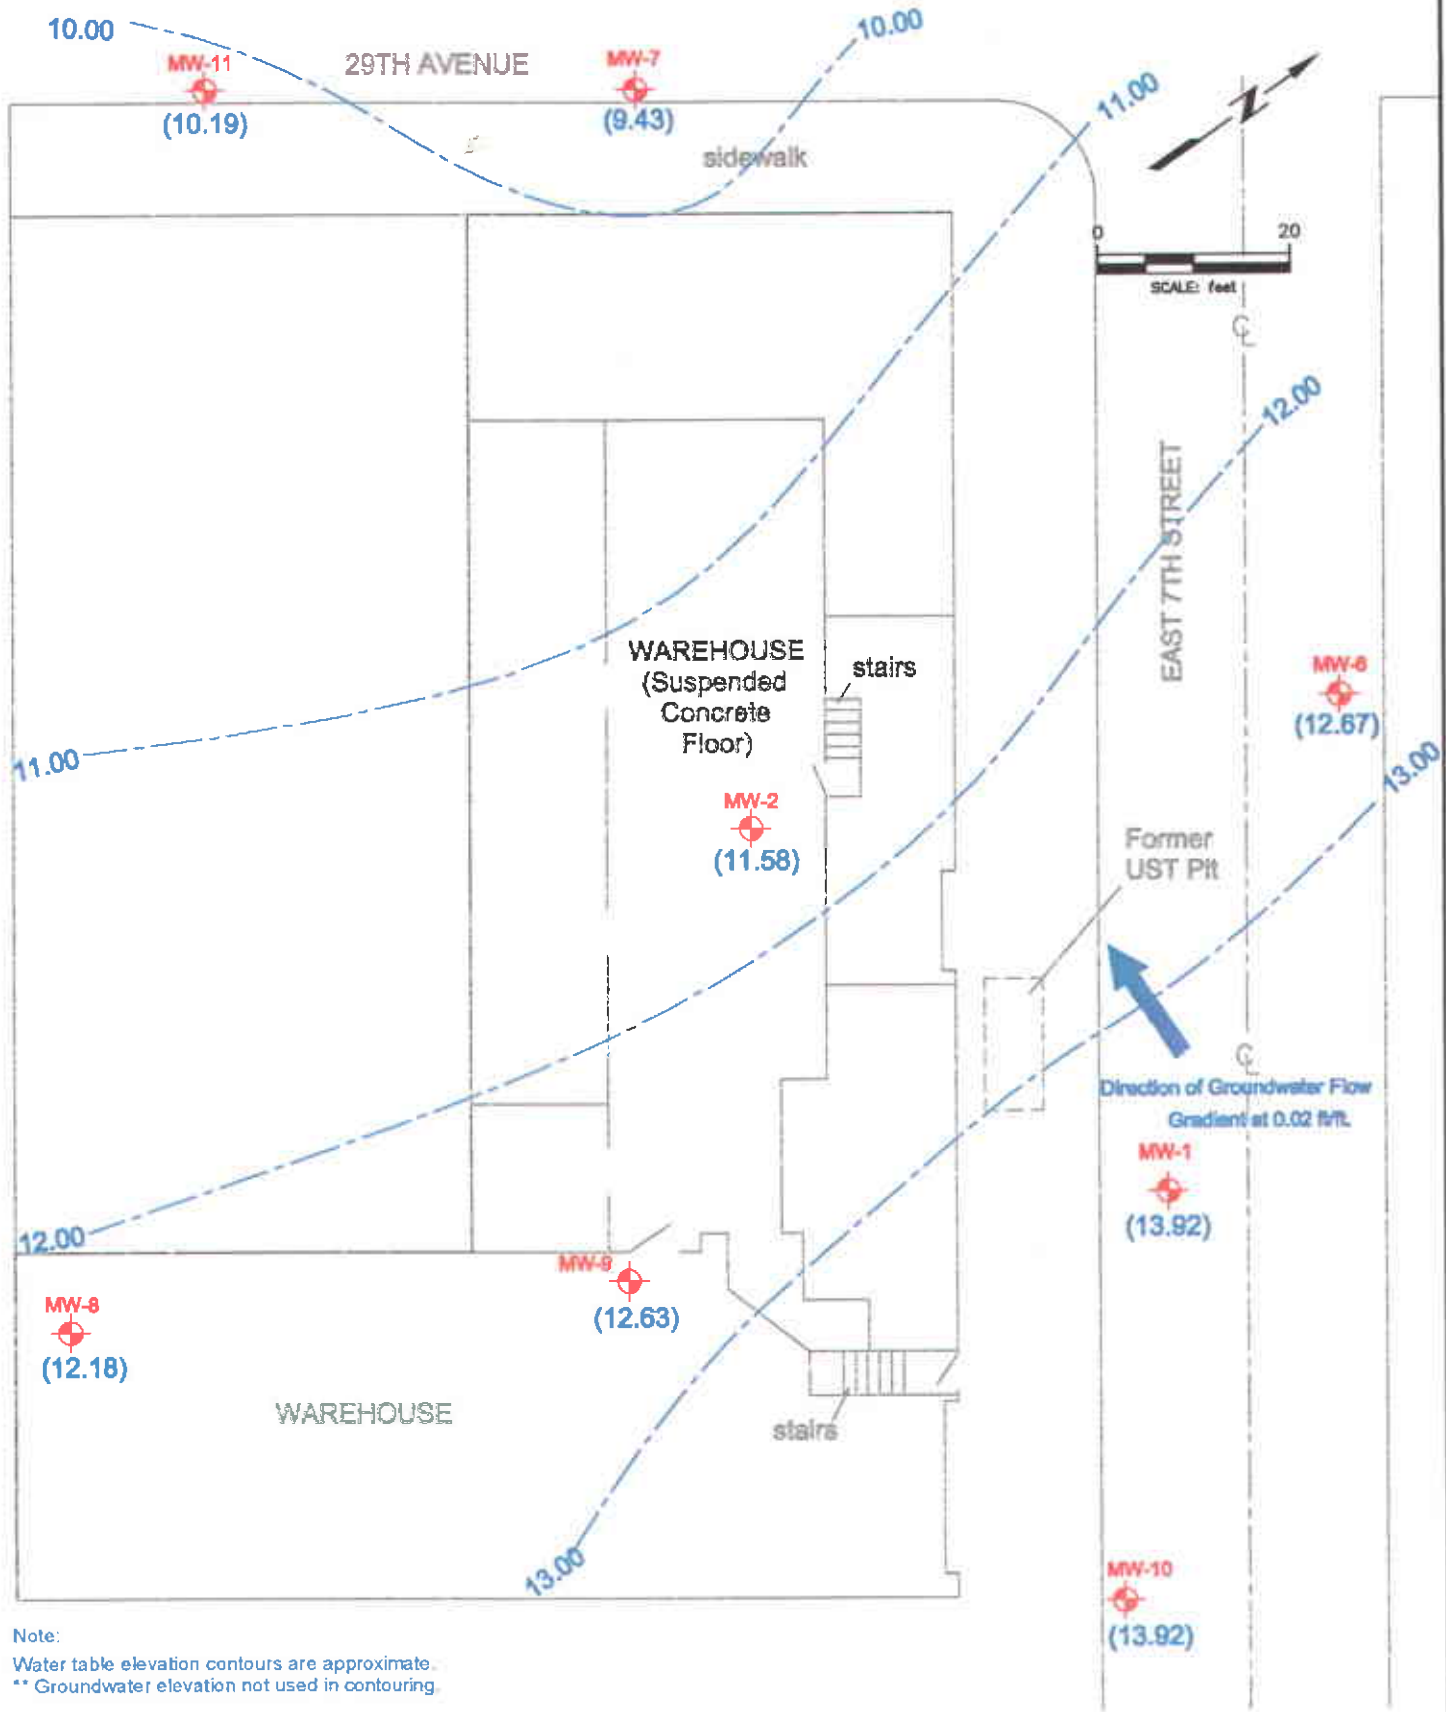 10.00
10.00
MW-11
29TH AVENUE
MW-7
(10.19)
(9.43)
11.00
Z
sidewalk
0 20
SCALE: feet
CL
12.00
EAST 7TH STREET
WAREHOUSE
(Suspended
Concrete
Floor)
stairs
MW-6
(12.67)
11.00
13.00
MW-2
(11.58)
Former
UST Pit
CL
Direction of Groundwater Flow
Gradient at 0.02 ft/ft.
MW-1
(13.92)
12.00
MW-9
(12.63)
MW-8
(12.18)
WAREHOUSE
stairs
13.00
MW-10
(13.92)
Note:
Water table elevation contours are approximate.
** Groundwater elevation not used in contouring.